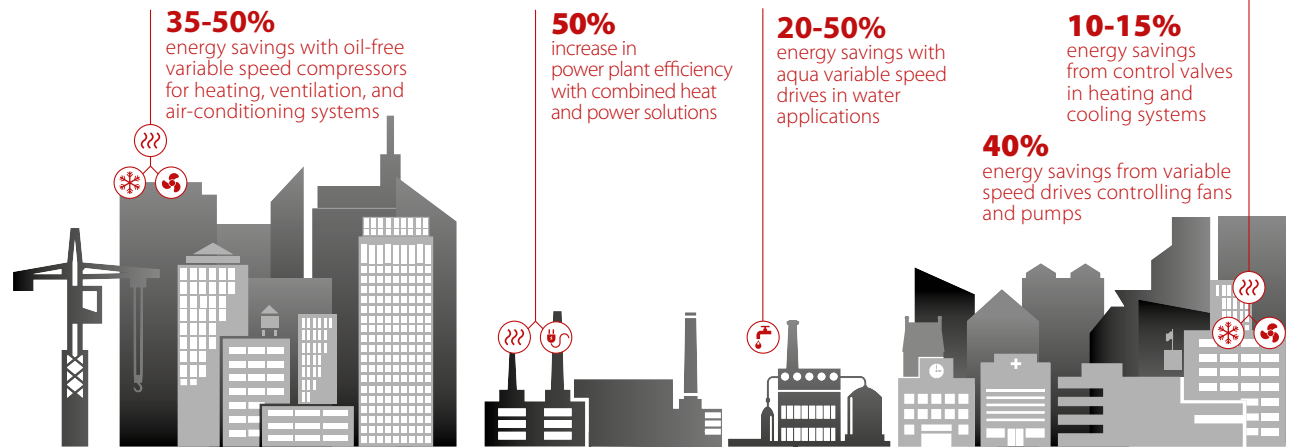 35-50%
energy savings with oil-free
variable speed compressors
for heating, ventilation, and
air-conditioning systems
50%
increase in
power plant efficiency
with combined heat
and power solutions
20-50%
energy savings with
aqua variable speed
drives in water
applications
10-15%
energy savings
from control valves
in heating and
cooling systems
40%
energy savings from variable
speed drives controlling fans
and pumps